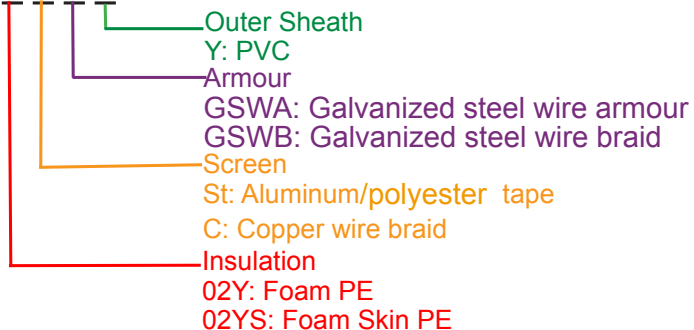 Outer Sheath
Y: PVC
Armour
GSWA: Galvanized steel wire armour
GSWB: Galvanized steel wire braid
Screen
St: Aluminum/polyester tape
C: Copper wire braid
Insulation
02Y: Foam PE
02YS: Foam Skin PE